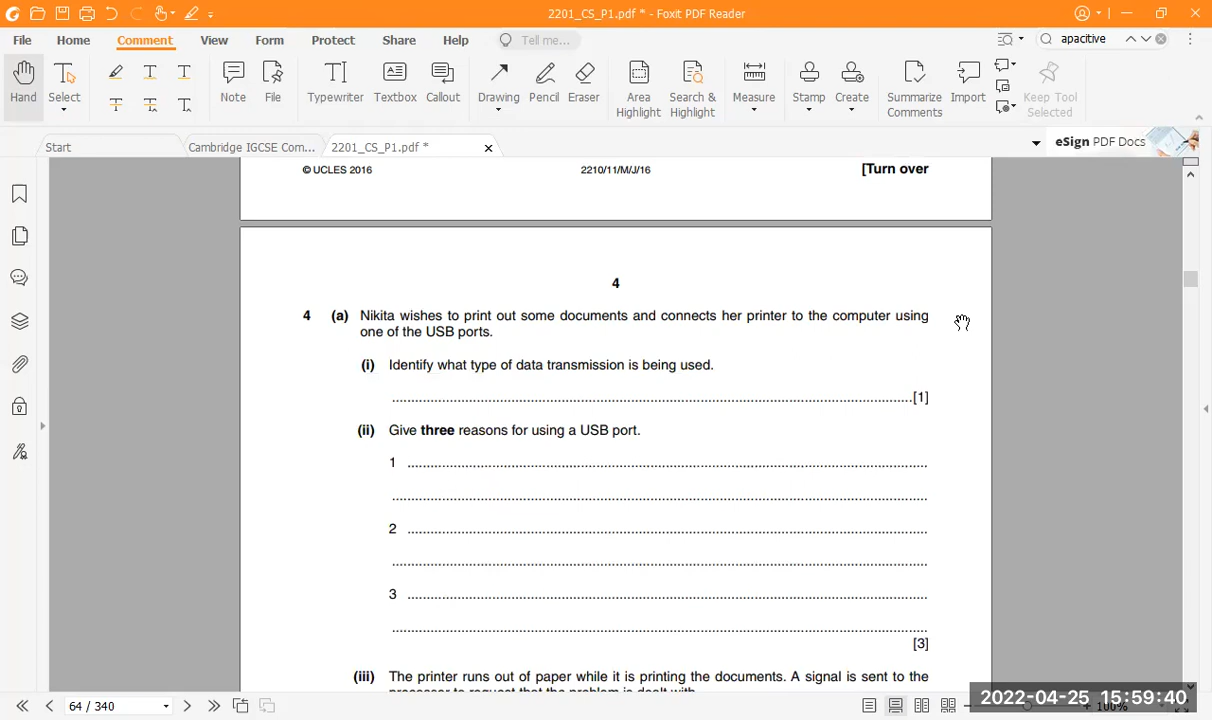 2201_CS_P1.pdf * - Foxit PDF Reader
File Home Comment View Form Protect Share Help Tell me... apacitive
Hand Select Note File Typewriter Textbox Callout Drawing Pencil Eraser Area Highlight Search & Highlight Measure Stamp Create Summarize Comments Import Keep Tool Selected
Start Cambridge IGCSE Com... 2201_CS_P1.pdf * eSign PDF Docs
© UCLES 2016 2210/11/M/J/16 [Turn over
4
4 (a) Nikita wishes to print out some documents and connects her printer to the computer using
one of the USB ports.
(i) Identify what type of data transmission is being used.
[1]
(ii) Give three reasons for using a USB port.
1
2
3
[3]
(iii) The printer runs out of paper while it is printing the documents. A signal is sent to the
processor to request that the problem is dealt with.
64 / 340 100% 2022-04-25 15:59:40